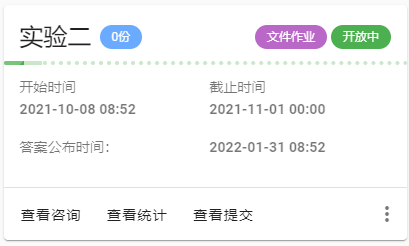 实验二 0份 文件作业 开放中
开始时间 截止时间
2021-10-08 08:52 2021-11-01 00:00
答案公布时间： 2022-01-31 08:52
查看咨询 查看统计 查看提交